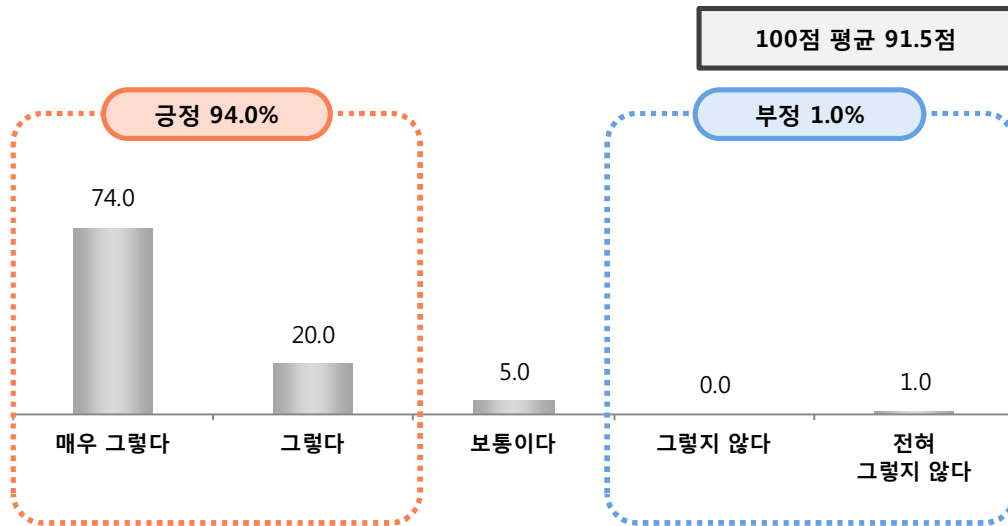 100점 평균 91.5점
긍정 94.0%
부정 1.0%
74.0
20.0
5.0
0.0
1.0
매우 그렇다
그렇다
보통이다
그렇지 않다
전혀
그렇지 않다